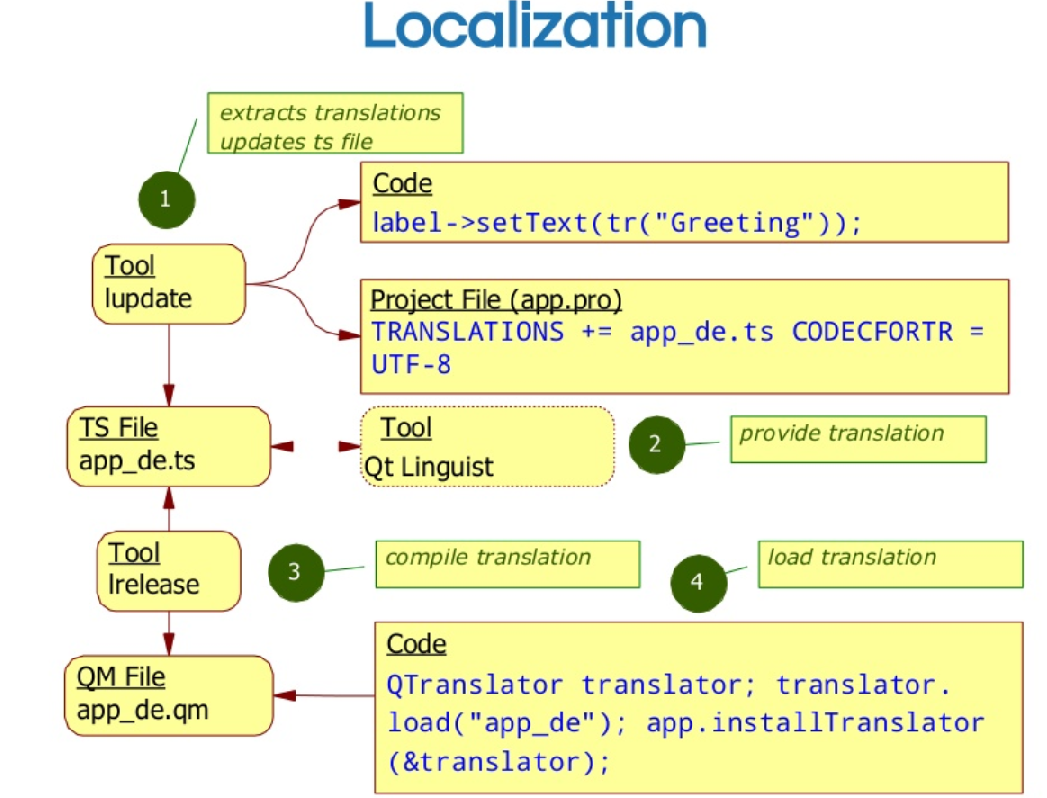 Localization
extracts translations
updates ts file
1
Code
label->setText(tr("Greeting"));
Tool
lupdate
Project File (app.pro)
TRANSLATIONS += app_de.ts CODECFORTR =
UTF-8
TS File
app_de.ts
Tool
Qt Linguist
2
provide translation
Tool
lrelease
3
compile translation
4
load translation
QM File
app_de.qm
Code
QTranslator translator; translator.
load("app_de"); app.installTranslator
(&translator);